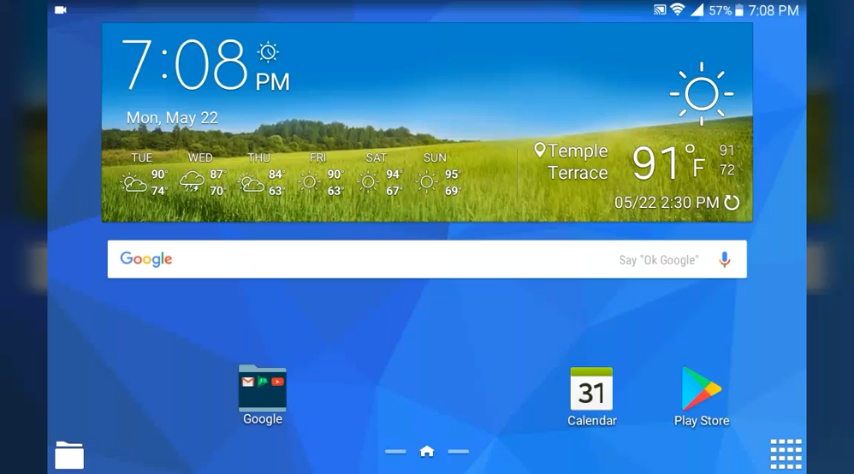 57% 7:08 PM
7:08 PM
Mon, May 22
TUE WED THU FRI SAT SUN
90° 87° 84° 90° 94° 95°
74° 70° 63° 63° 67° 69°
Temple
Terrace
91°F
91
72
05/22 2:30 PM
Google
Say "Ok Google"
31
Google
Calendar
Play Store